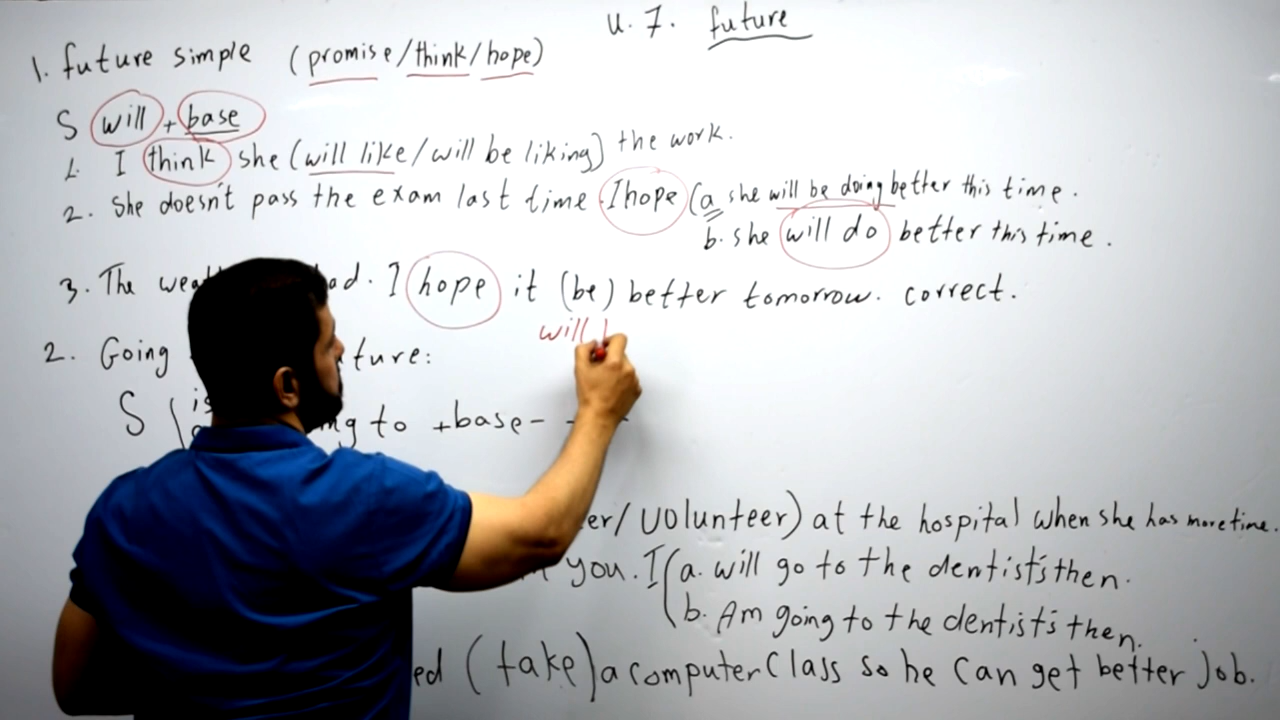 u. 7. future
1. future simple (promise/think/hope)
S will + base
1. I think she (will like/will be liking) the work.
2. She doesn't pass the exam last time. I hope (a she will be doing better this time.
b. she will do better this time.
3. The ad. I hope it (be) better tomorrow. correct.
will
2. Going ture:
S is g to +base-
er/volunteer) at the hospital when she has more time.
you. I (a. will go to the dentist's then.
b. Am going to the dentist's then.
ed (take) a computer class so he can get better job.